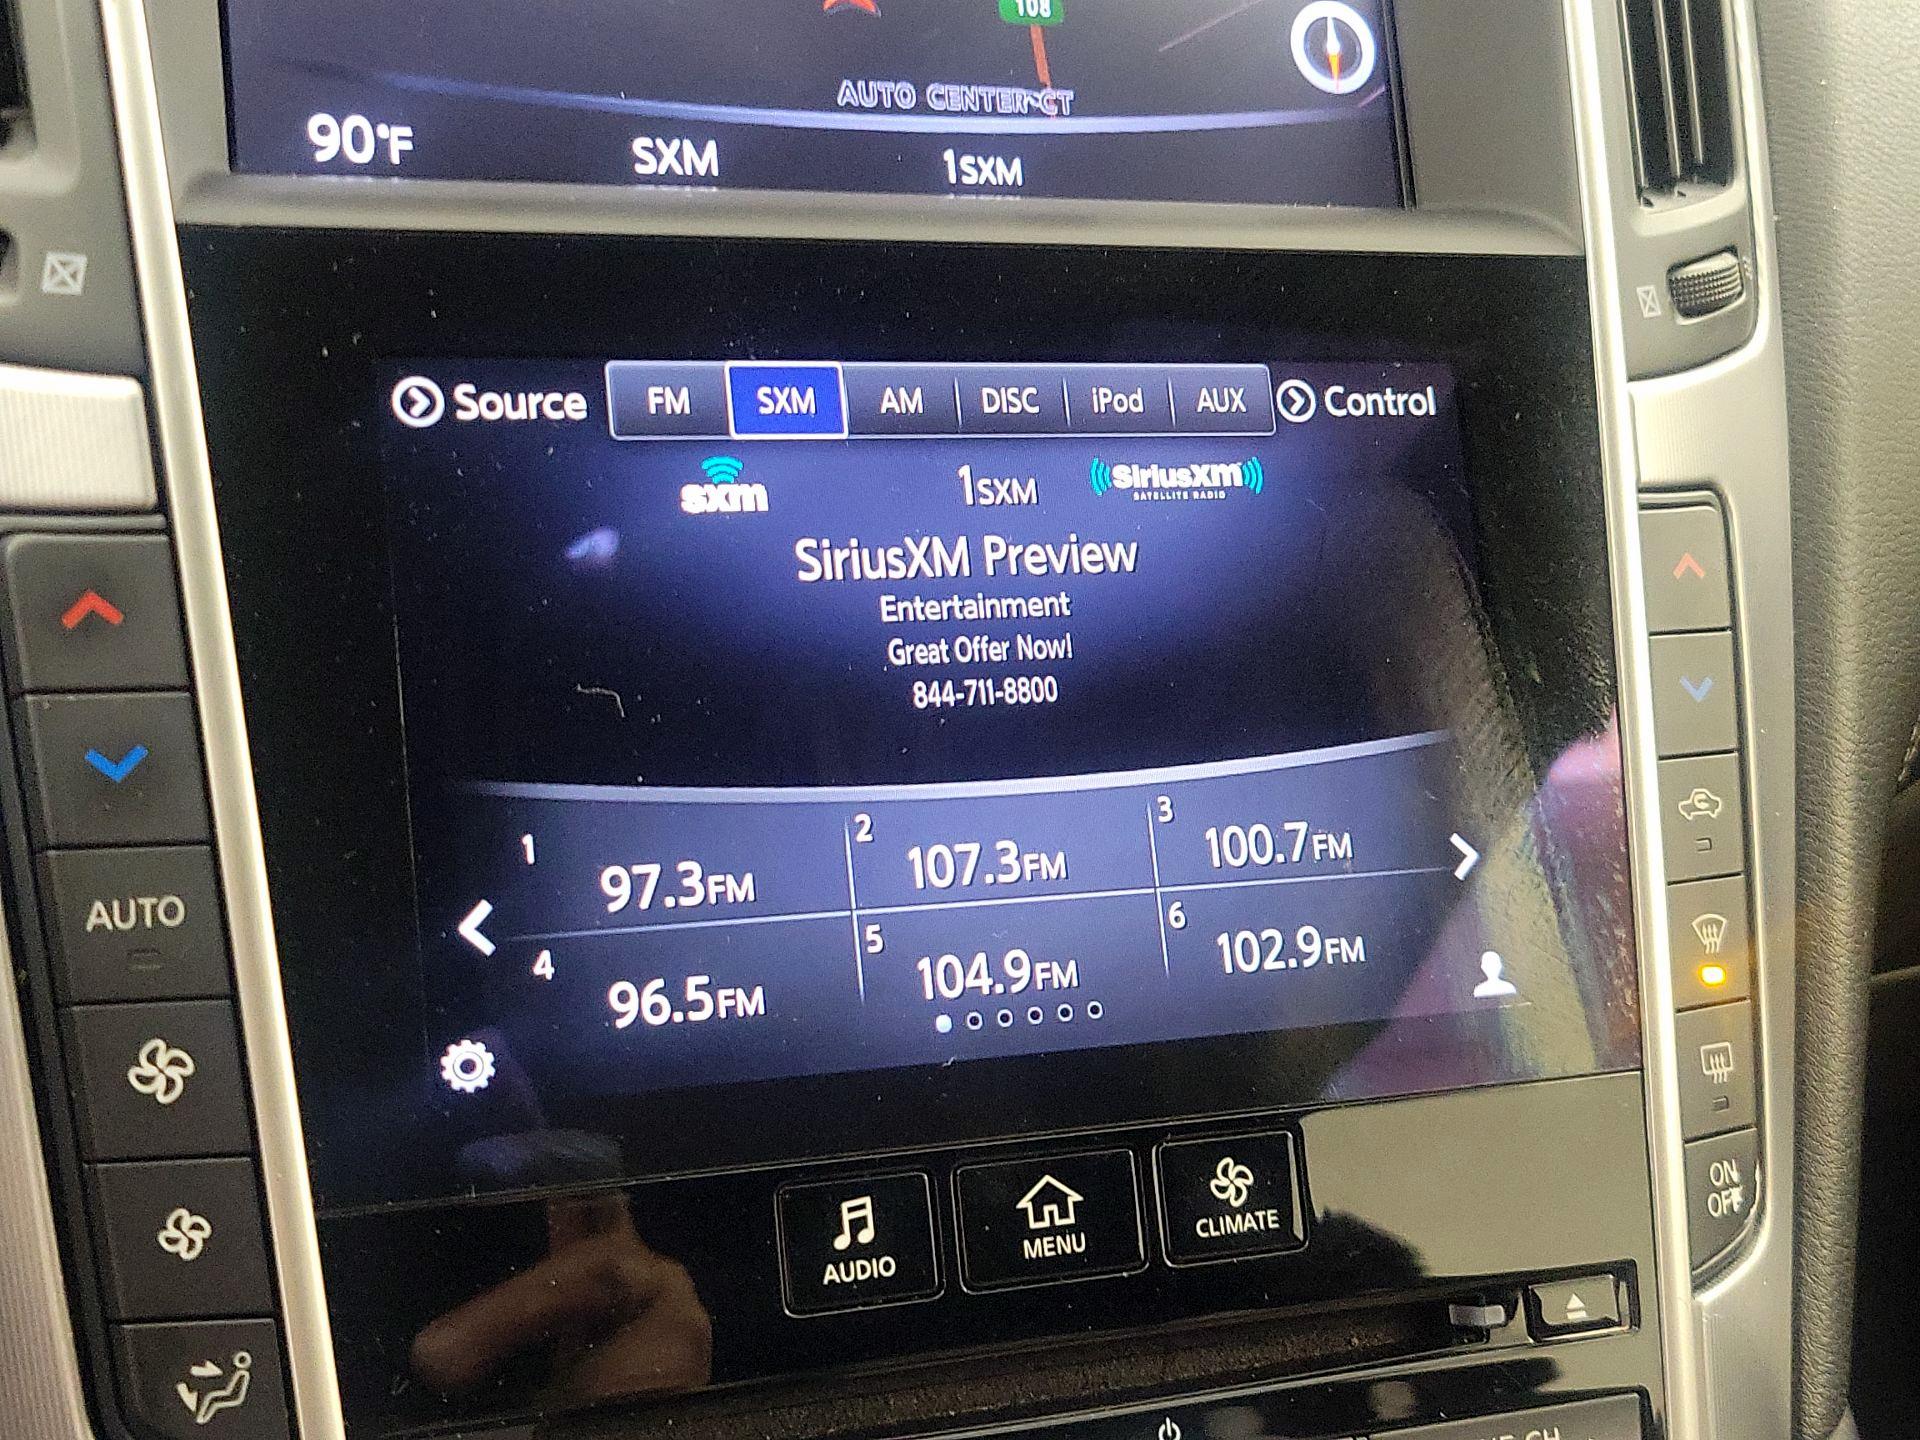 108
AUTO CENTER CT
90°F SXM 1SXM
Source FM SXM AM DISC iPod AUX Control
sxm 1SXM SiriusXM
SATELLITE RADIO
SiriusXM Preview
Entertainment
Great Offer Now!
844-711-8800
1 97.3FM 2 107.3FM 3 100.7FM
4 96.5FM 5 104.9FM 6 102.9FM
AUTO
ON
OFF
AUDIO MENU CLIMATE
CH